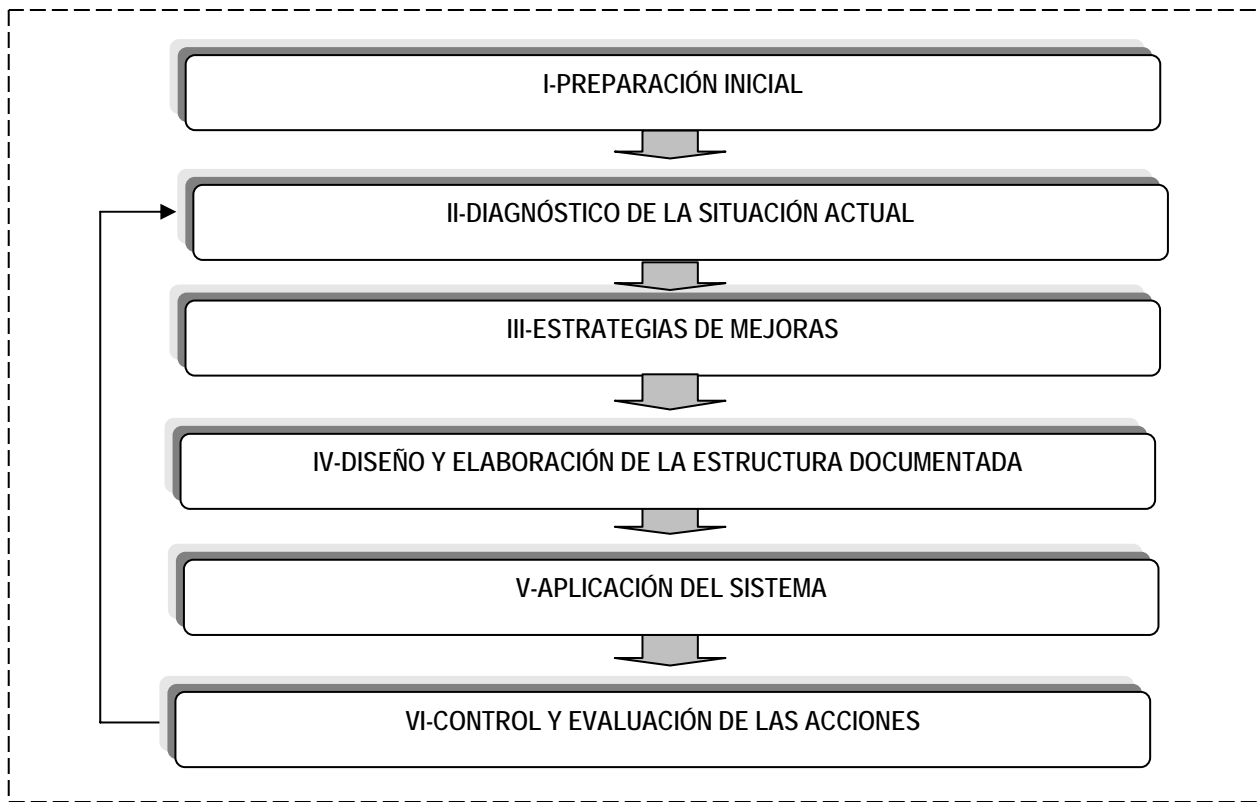 I-PREPARACIÓN INICIAL
II-DIAGNÓSTICO DE LA SITUACIÓN ACTUAL
III-ESTRATEGIAS DE MEJORAS
IV-DISEÑO Y ELABORACIÓN DE LA ESTRUCTURA DOCUMENTADA
V-APLICACIÓN DEL SISTEMA
VI-CONTROL Y EVALUACIÓN DE LAS ACCIONES